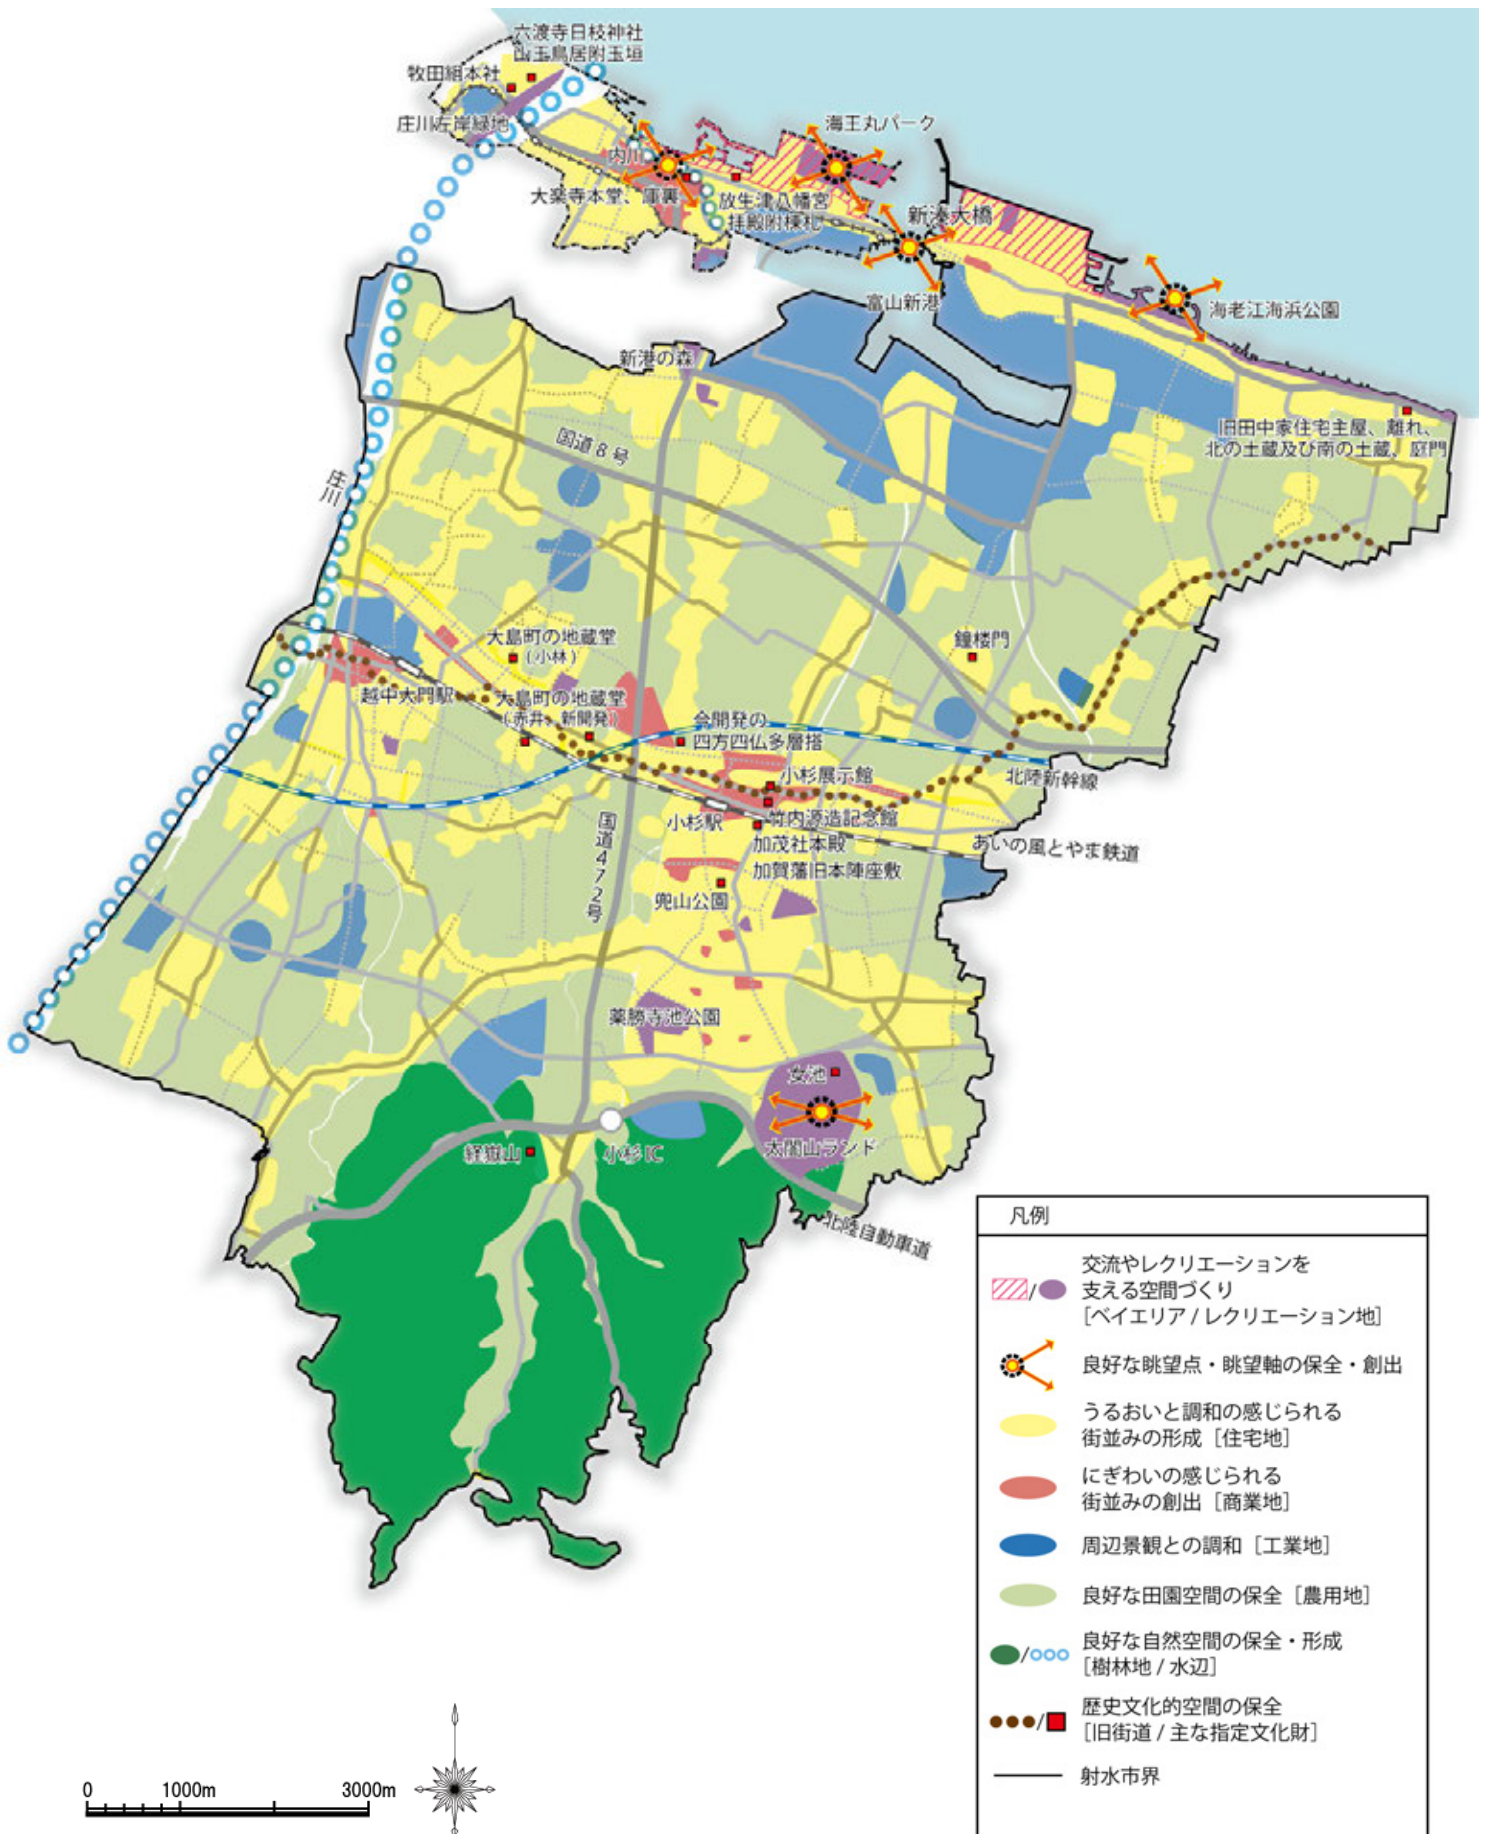 六渡寺日枝神社
山王鳥居附玉垣
牧田組本社
庄川左岸緑地
海王丸パーク
内川
大楽寺本堂、庫裏
放生津八幡宮
拝殿附棟札
新湊大橋
富山新港
海老江海浜公園
新港の森
旧田中家住宅主屋、離れ、
北の土蔵及び南の土蔵、庭門
国道8号
庄川
大島町の地蔵堂
(小林)
鐘楼門
越中大門駅
大島町の地蔵堂
(赤井、新開発)
今開発の
四方四仏多層塔
小杉展示館
北陸新幹線
小杉駅
竹内源造記念館
加茂社本殿
あいの風とやま鉄道
加賀藩旧本陣座敷
国道472号
兜山公園
薬勝寺池公園
女池
太閤山ランド
経嶽山
小杉IC
北陸自動車道
凡例
交流やレクリエーションを
支える空間づくり
[ベイエリア / レクリエーション地]
良好な眺望点・眺望軸の保全・創出
うるおいと調和の感じられる
街並みの形成 [住宅地]
にぎわいの感じられる
街並みの創出 [商業地]
周辺景観との調和 [工業地]
良好な田園空間の保全 [農用地]
良好な自然空間の保全・形成
[樹林地 / 水辺]
歴史文化的空間の保全
[旧街道 / 主な指定文化財]
射水市界
0 1000m 3000m